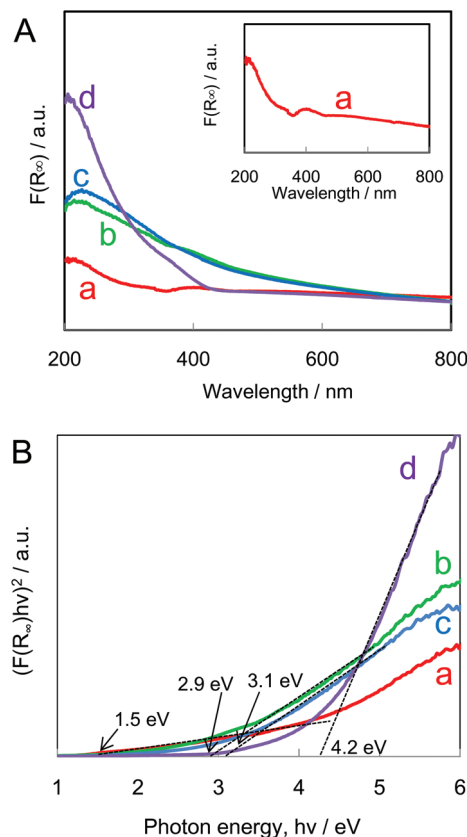 A
F(R∞) / a.u.
d
c
b
a
200 400 600 800
Wavelength / nm
F(R∞) / a.u.
a
200 400 600 800
Wavelength / nm
B
(F(R∞)hν)² / a.u.
d
b
c
a
3.1 eV
2.9 eV
1.5 eV
4.2 eV
1 2 3 4 5 6
Photon energy, hν / eV